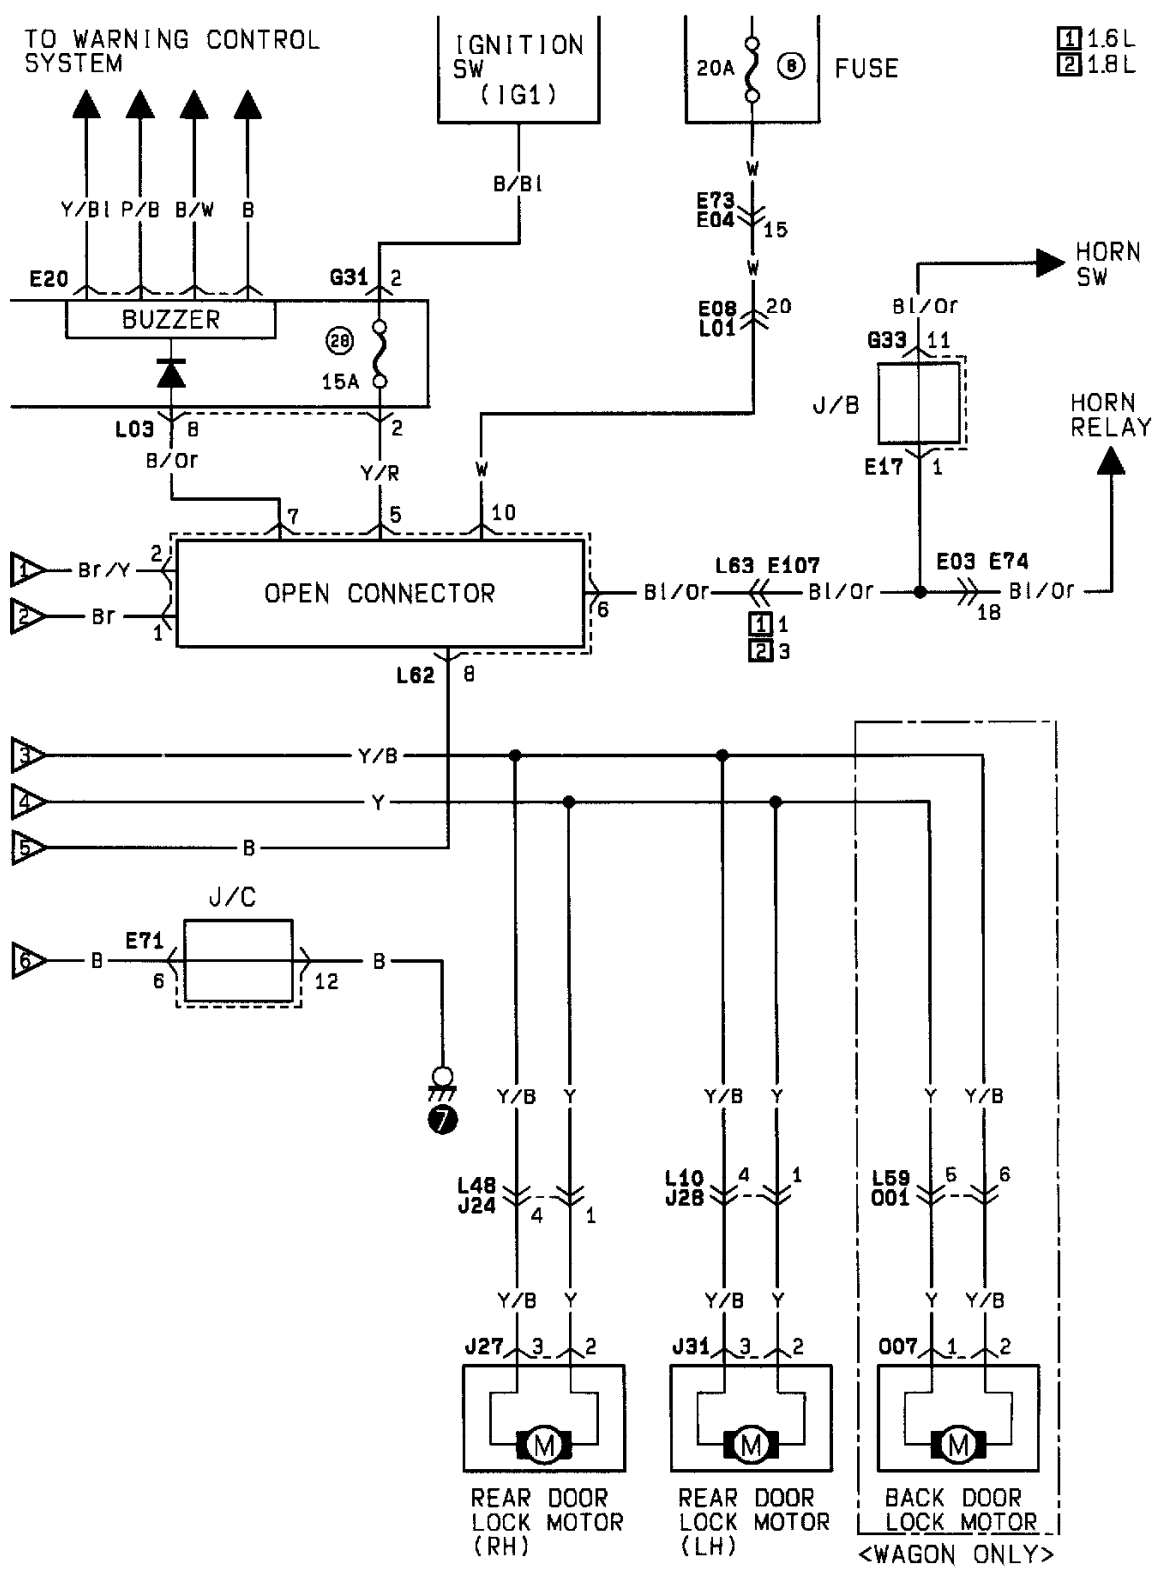 TO WARNING CONTROL
SYSTEM
IGNITION
SW
(IG1)
20A 8 FUSE
1 1.6L
2 1.8L
B/Bl
W
Y/Bl P/B B/W B
E73
E04
15
W
HORN
SW
E20
G31 2
E08 20
L01
Bl/Or
BUZZER
28
15A
G33 11
J/B
HORN
RELAY
L03 8
2
B/Or
Y/R
W
E17 1
7
5
10
1
Br/Y
2
OPEN CONNECTOR
L63 E107
E03 E74
6
Bl/Or
Bl/Or
18
Bl/Or
2
Br
1
1 1
2 3
L62 8
3
Y/B
4
Y
5
B
J/C
6
B
E71
6
12
B
7
Y/B Y
Y/B Y
Y Y/B
L48
J24
4
1
L10
J28
4
1
L59
O01
5
6
Y/B Y
Y/B Y
Y Y/B
J27 3 2
J31 3 2
O07 1 2
M
M
M
REAR DOOR
LOCK MOTOR
(RH)
REAR DOOR
LOCK MOTOR
(LH)
BACK DOOR
LOCK MOTOR
<WAGON ONLY>